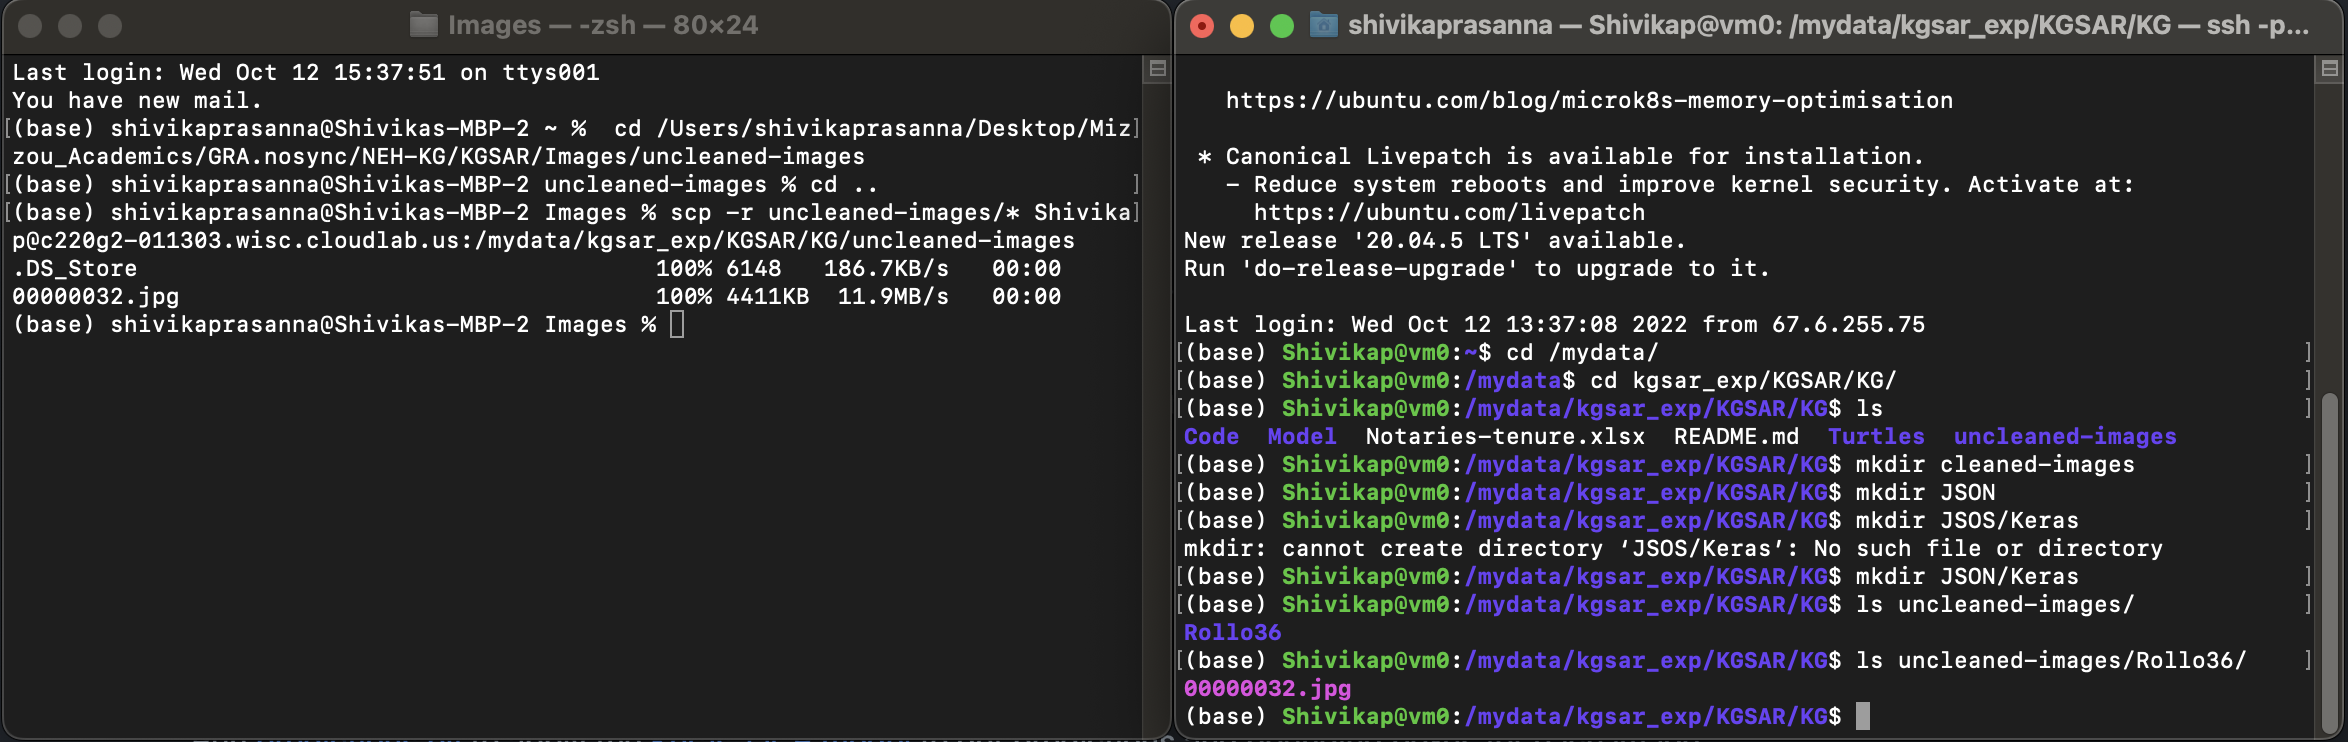 Images — -zsh — 80×24
Last login: Wed Oct 12 15:37:51 on ttys001
You have new mail.
[(base) shivikaprasanna@Shivikas-MBP-2 ~ %  cd /Users/shivikaprasanna/Desktop/Miz]
zou_Academics/GRA.nosync/NEH-KG/KGSAR/Images/uncleaned-images
[(base) shivikaprasanna@Shivikas-MBP-2 uncleaned-images % cd .. ]
[(base) shivikaprasanna@Shivikas-MBP-2 Images % scp -r uncleaned-images/* Shivika]
p@c220g2-011303.wisc.cloudlab.us:/mydata/kgsar_exp/KGSAR/KG/uncleaned-images
.DS_Store 100% 6148 186.7KB/s 00:00
00000032.jpg 100% 4411KB 11.9MB/s 00:00
(base) shivikaprasanna@Shivikas-MBP-2 Images %
shivikaprasanna — Shivikap@vm0: /mydata/kgsar_exp/KGSAR/KG — ssh -p...
https://ubuntu.com/blog/microk8s-memory-optimisation
* Canonical Livepatch is available for installation.
- Reduce system reboots and improve kernel security. Activate at:
https://ubuntu.com/livepatch
New release '20.04.5 LTS' available.
Run 'do-release-upgrade' to upgrade to it.
Last login: Wed Oct 12 13:37:08 2022 from 67.6.255.75
[(base) Shivikap@vm0:~$ cd /mydata/ ]
[(base) Shivikap@vm0:/mydata$ cd kgsar_exp/KGSAR/KG/ ]
[(base) Shivikap@vm0:/mydata/kgsar_exp/KGSAR/KG$ ls ]
Code  Model  Notaries-tenure.xlsx  README.md  Turtles  uncleaned-images
[(base) Shivikap@vm0:/mydata/kgsar_exp/KGSAR/KG$ mkdir cleaned-images ]
[(base) Shivikap@vm0:/mydata/kgsar_exp/KGSAR/KG$ mkdir JSON ]
[(base) Shivikap@vm0:/mydata/kgsar_exp/KGSAR/KG$ mkdir JSOS/Keras ]
mkdir: cannot create directory ‘JSOS/Keras’: No such file or directory
[(base) Shivikap@vm0:/mydata/kgsar_exp/KGSAR/KG$ mkdir JSON/Keras ]
[(base) Shivikap@vm0:/mydata/kgsar_exp/KGSAR/KG$ ls uncleaned-images/ ]
Rollo36
[(base) Shivikap@vm0:/mydata/kgsar_exp/KGSAR/KG$ ls uncleaned-images/Rollo36/ ]
00000032.jpg
(base) Shivikap@vm0:/mydata/kgsar_exp/KGSAR/KG$